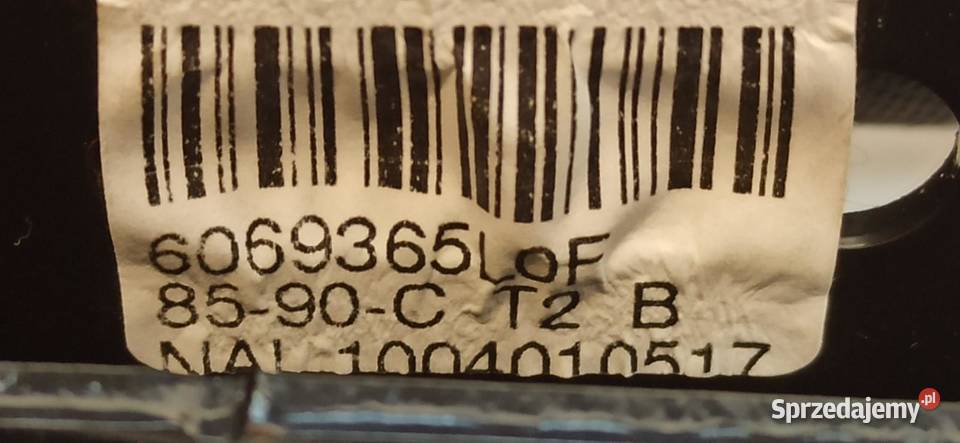 6069365LoF
85-90-C T2 B
NAL 1004010517
Sprzedajemy.pl